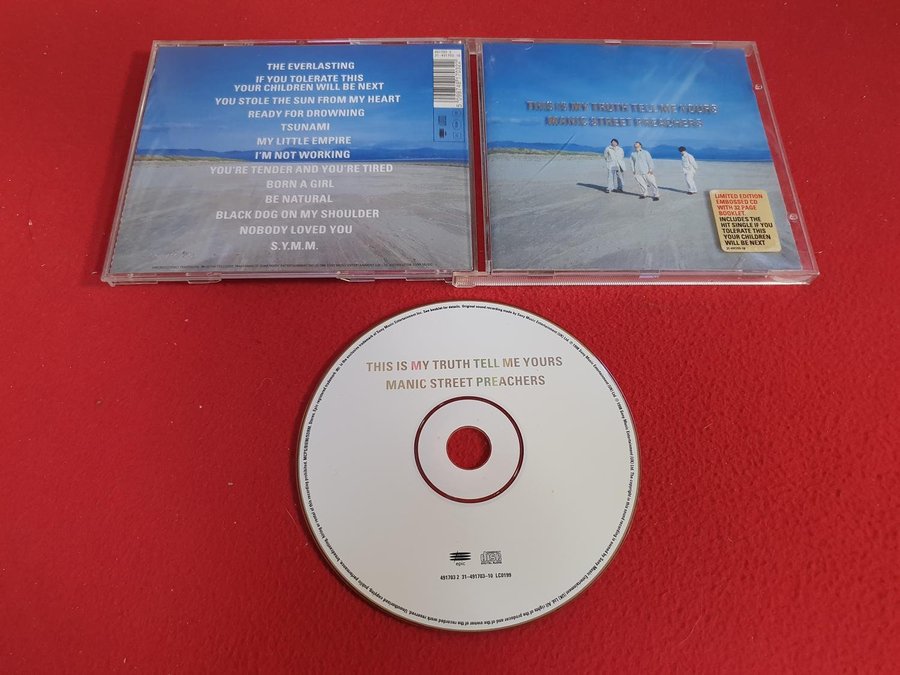 THE EVERLASTING
IF YOU TOLERATE THIS
YOUR CHILDREN WILL BE NEXT
YOU STOLE THE SUN FROM MY HEART
READY FOR DROWNING
TSUNAMI
MY LITTLE EMPIRE
I'M NOT WORKING
YOU'RE TENDER AND YOU'RE TIRED
BORN A GIRL
BE NATURAL
BLACK DOG ON MY SHOULDER
NOBODY LOVED YOU
S.Y.M.M.
THIS IS MY TRUTH TELL ME YOURS
MANIC STREET PREACHERS
LIMITED EDITION
EMBOSSED CD
WITH 32 PAGE
BOOKLET.
INCLUDES THE
HIT SINGLE IF YOU
TOLERATE THIS
YOUR CHILDREN
WILL BE NEXT
THIS IS MY TRUTH TELL ME YOURS
MANIC STREET PREACHERS
epic
491703 2 31-491703-10 LC0199